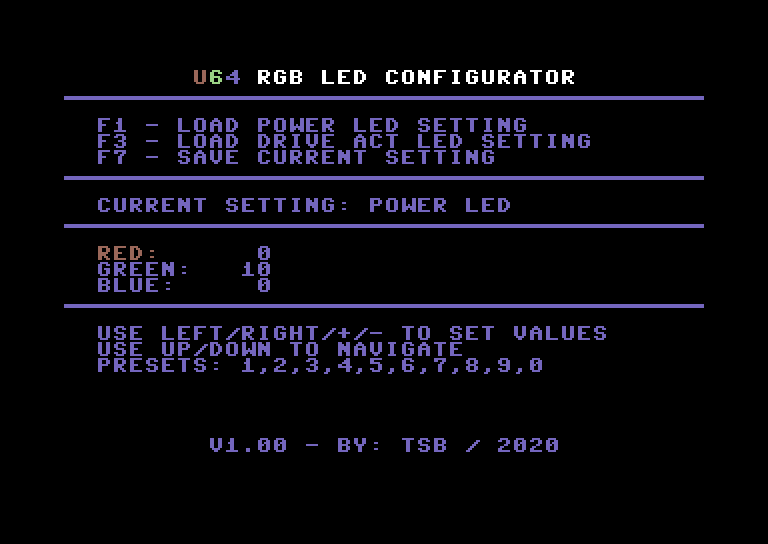 U64 RGB LED CONFIGURATOR
F1 - LOAD POWER LED SETTING
F3 - LOAD DRIVE ACT LED SETTING
F7 - SAVE CURRENT SETTING
CURRENT SETTING: POWER LED
RED: 0
GREEN: 10
BLUE: 0
USE LEFT/RIGHT/+/- TO SET VALUES
USE UP/DOWN TO NAVIGATE
PRESETS: 1,2,3,4,5,6,7,8,9,0
V1.00 - BY: TSB / 2020